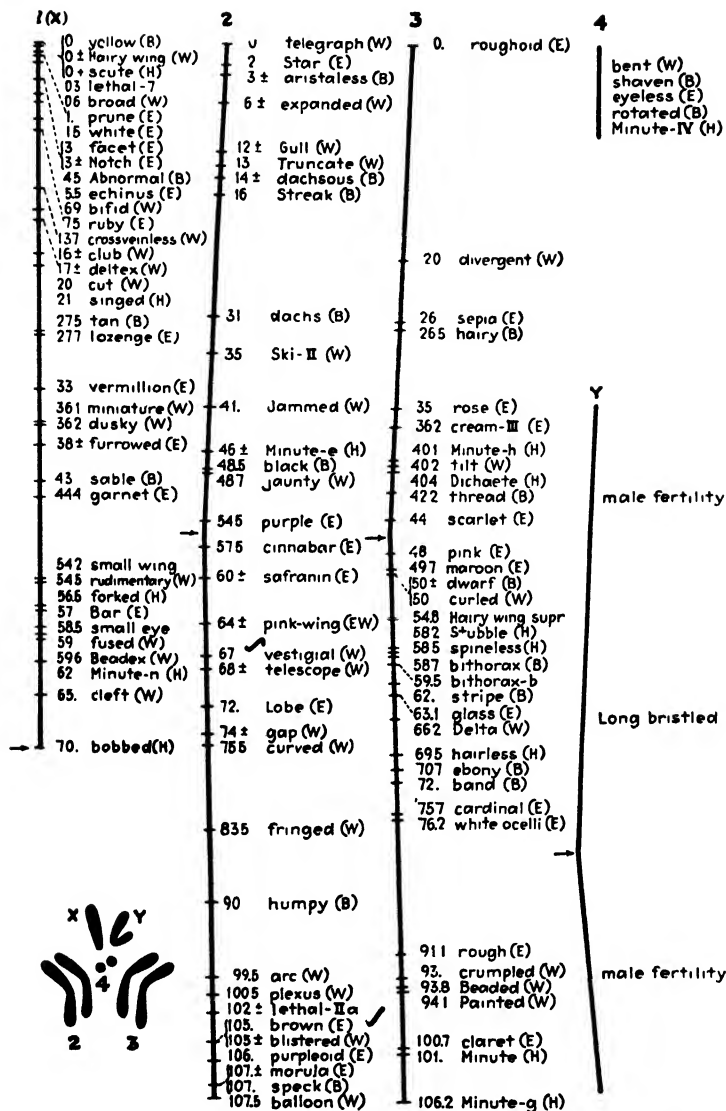 1(X)
0 yellow (B)
0± Hairy wing (W)
0+ scute (H)
03 lethal-7
06 broad (W)
1. prune (E)
15 white (E)
3 facet (E)
3± Notch (E)
45 Abnormal (B)
55 echinus (E)
69 bifid (W)
75 ruby (E)
137 crossveinless (W)
16± club (W)
17± deltex (W)
20 cut (W)
21 singed (H)
275 tan (B)
277 lozenge (E)
33 vermillion (E)
361 miniature (W)
362 dusky (W)
38± furrowed (E)
43 sable (B)
444 garnet (E)
542 small wing
545 rudimentary (W)
56.5 forked (H)
57 Bar (E)
58.5 small eye
59 fused (W)
596 Beadex (W)
62 Minute-n (H)
65. cleft (W)
70. bobbed (H)
X Y
4
2 3
2
0 telegraph (W)
2 Star (E)
3± aristaless (B)
6± expanded (W)
12± Gull (W)
13 Truncate (W)
14± dachsous (B)
16 Streak (B)
31 dachs (B)
35 Ski-II (W)
41. Jammed (W)
46± Minute-e (H)
48.5 black (B)
487 jaunty (W)
545 purple (E)
575 cinnabar (E)
60± safranin (E)
64± pink-wing (EW)
67 vestigial (W)
68± telescope (W)
72. Lobe (E)
74± gap (W)
755 curved (W)
835 fringed (W)
90 humpy (B)
99.5 arc (W)
1005 plexus (W)
102± lethal-IIa
105. brown (E)
105± blistered (W)
106. purpleoid (E)
107.± morula (E)
107. speck (B)
107.5 balloon (W)
3
0. roughoid (E)
20 divergent (W)
26 sepia (E)
265 hairy (B)
35 rose (E)
362 cream-III (E)
401 Minute-h (H)
402 tilt (W)
404 Dichaete (H)
422 thread (B)
44 scarlet (E)
48 pink (E)
497 maroon (E)
50± dwarf (B)
50 curled (W)
54.8 Hairy wing supr
582 Stubble (H)
585 spineless (H)
587 bithorax (B)
59.5 bithorax-b
62. stripe (B)
63.1 glass (E)
662 Delta (W)
695 hairless (H)
707 ebony (B)
72. band (B)
757 cardinal (E)
76.2 white ocelli (E)
911 rough (E)
93. crumpled (W)
93.8 Beaded (W)
941 Painted (W)
100.7 claret (E)
101. Minute (H)
106.2 Minute-g (H)
4
bent (W)
shaven (B)
eyeless (E)
rotated (B)
Minute-IV (H)
Y
male fertility
Long bristled
male fertility